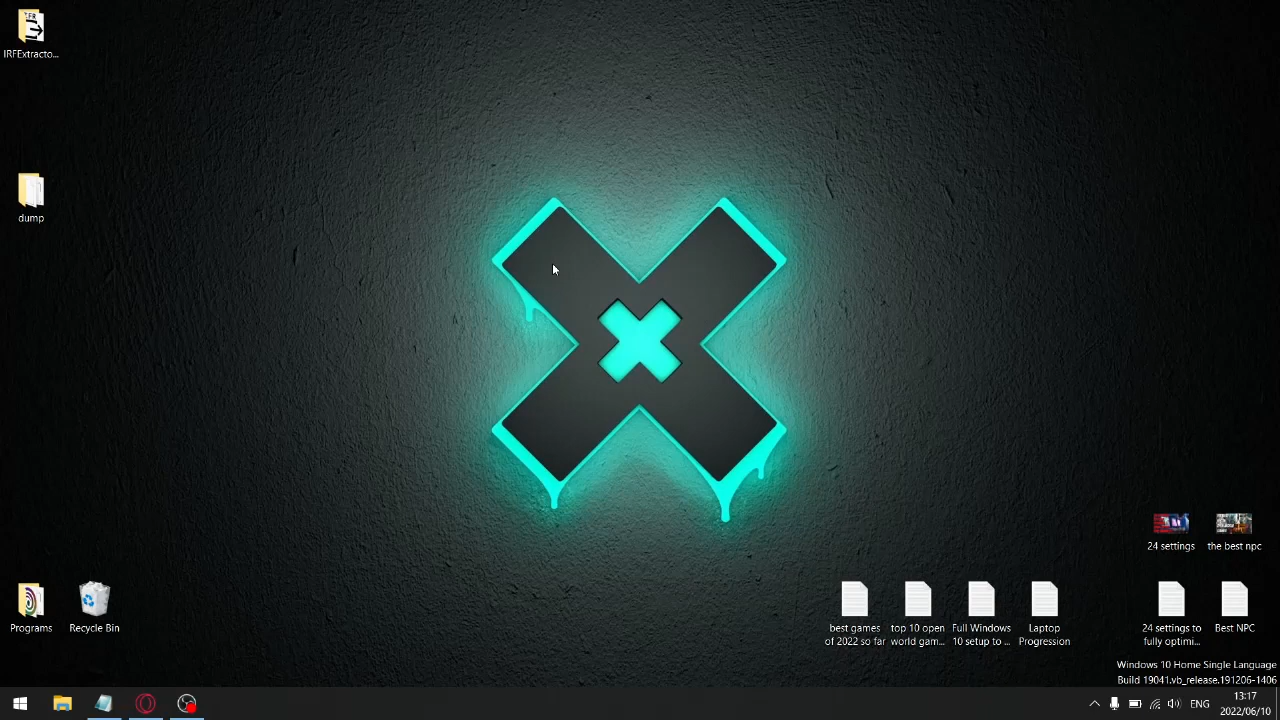 IFR
IRFExtracto...
dump
24 settings
the best npc
Programs
Recycle Bin
best games
of 2022 so far
top 10 open
world gam...
Full Windows
10 setup to ...
Laptop
Progression
24 settings to
fully optimi...
Best NPC
Windows 10 Home Single Language
Build 19041.vb_release.191206-1406
ENG
13:17
2022/06/10